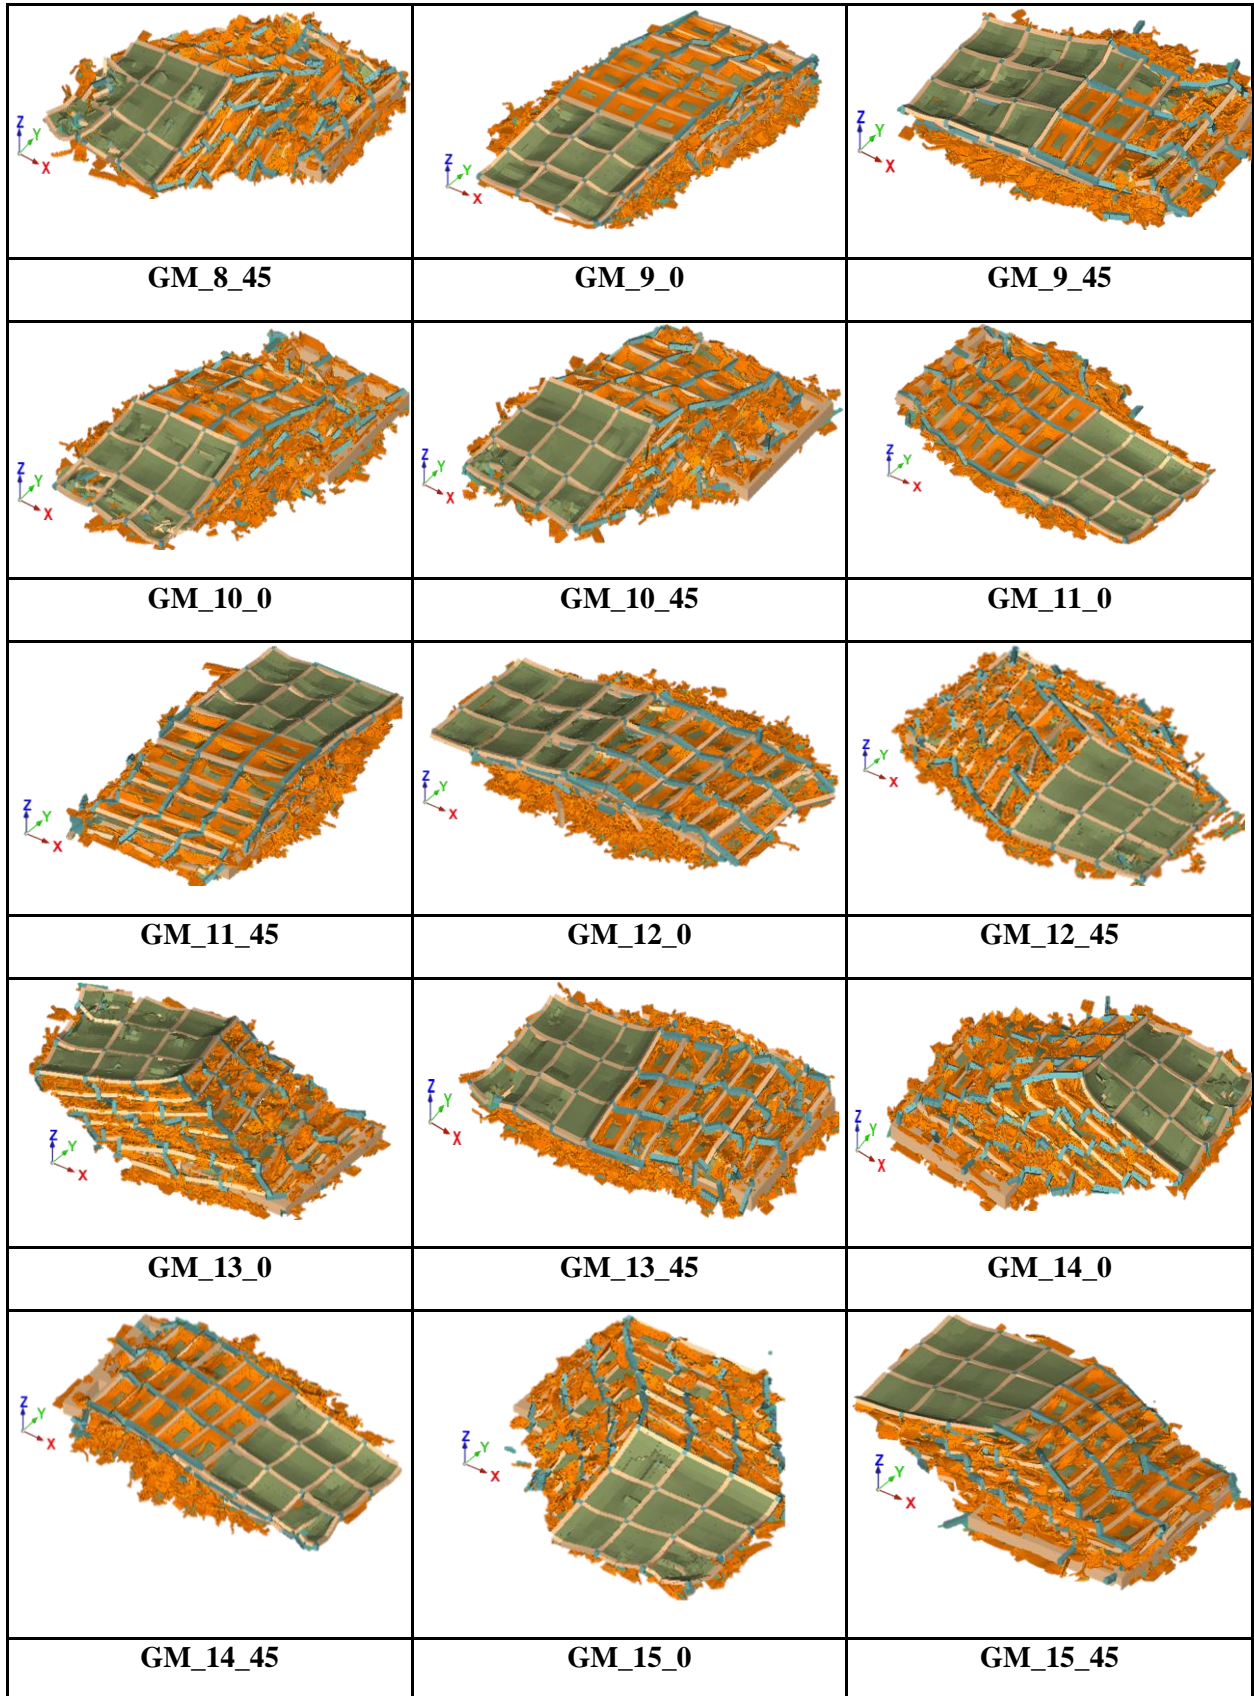 Z Y X Z Y X Z Y X
GM_8_45 GM_9_0 GM_9_45
Z Y X Z Y X Z Y X
GM_10_0 GM_10_45 GM_11_0
Z Y X Z Y X Z Y X
GM_11_45 GM_12_0 GM_12_45
Z Y X Z Y X Z Y X
GM_13_0 GM_13_45 GM_14_0
Z Y X Z Y X Z Y X
GM_14_45 GM_15_0 GM_15_45